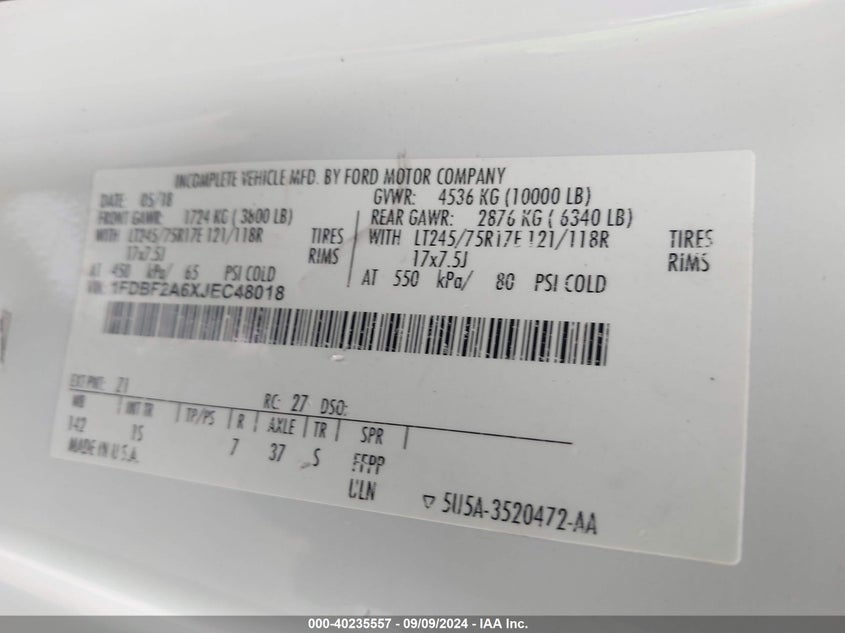 INCOMPLETE VEHICLE MFD. BY FORD MOTOR COMPANY
DATE: 05/18 GVWR: 4536 KG (10000 LB)
FRONT GAWR: 1724 KG (3800 LB) REAR GAWR: 2876 KG (6340 LB)
WITH LT245/75R17E 121/118R TIRES WITH LT245/75R17E 121/118R TIRES
17x7.5J RIMS 17x7.5J RIMS
AT 450 kPa/ 65 PSI COLD AT 550 kPa/ 80 PSI COLD
VIN: 1FDBF2A6XJEC48018
EXT PNT: Z1 RC: 27 DSO:
WB INT TR TP/PS R AXLE TR SPR
142 IS 7 37 S FFPP
MADE IN U.S.A. ULN
5U5A-3520472-AA
000-40235557 - 09/09/2024 - IAA Inc.